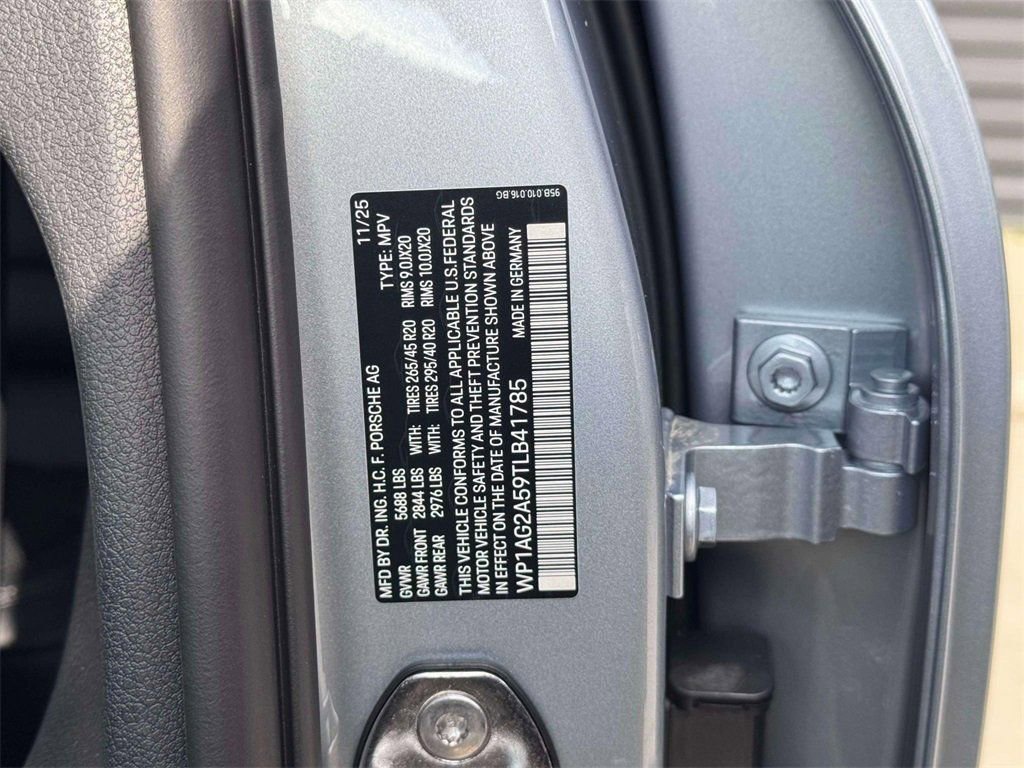 MFD BY DR. ING. H.C. F. PORSCHE AG 11/25
GVWR 5688 LBS TYPE: MPV
GAWR FRONT 2844 LBS WITH: TIRES 265/45 R20 RIMS 9.0JX20
GAWR REAR 2976 LBS WITH: TIRES 295/40 R20 RIMS 10.0JX20
THIS VEHICLE CONFORMS TO ALL APPLICABLE U.S. FEDERAL
MOTOR VEHICLE SAFETY AND THEFT PREVENTION STANDARDS
IN EFFECT ON THE DATE OF MANUFACTURE SHOWN ABOVE
WP1AG2A59TLB41785 MADE IN GERMANY
95B.010.016.BG